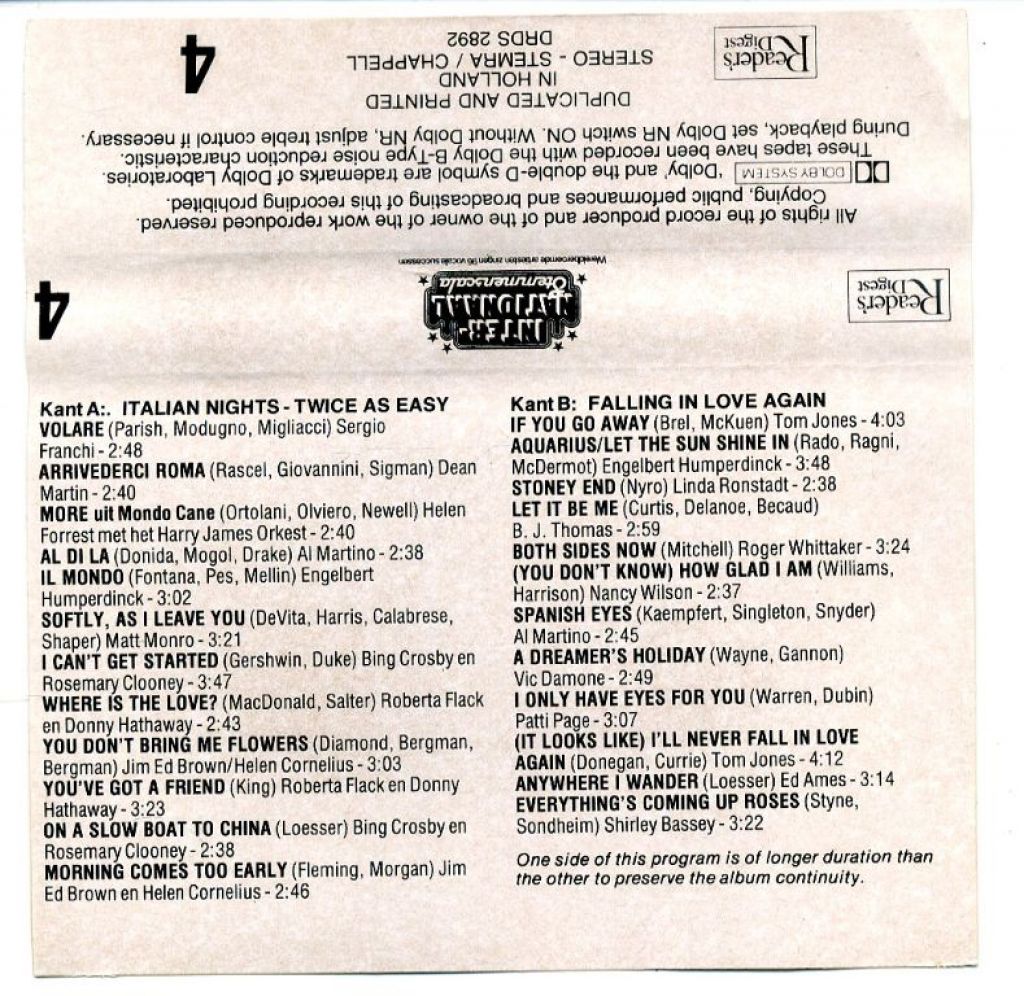 All rights of the record producer and of the owner of the work reproduced reserved.
Copying, public performances and broadcasting of this recording prohibited.
DOLBY SYSTEM 'Dolby', and the double-D symbol are trademarks of Dolby Laboratories.
These tapes have been recorded with the Dolby B-Type noise reduction characteristic.
During playback, set Dolby NR switch ON. Without Dolby NR, adjust treble control if necessary.
DUPLICATED AND PRINTED
IN HOLLAND
STEREO - STEMRA / CHAPPELL
DRDS 2892
Reader's
Digest
4
Reader's
Digest
INTER-
NATIONAAL
Stemmenscala
Wereldberoemde artiesten zingen 96 vocale successen
4
Kant A:. ITALIAN NIGHTS - TWICE AS EASY
VOLARE (Parish, Modugno, Migliacci) Sergio
Franchi - 2:48
ARRIVEDERCI ROMA (Rascel, Giovannini, Sigman) Dean
Martin - 2:40
MORE uit Mondo Cane (Ortolani, Olviero, Newell) Helen
Forrest met het Harry James Orkest - 2:40
AL DI LA (Donida, Mogol, Drake) Al Martino - 2:38
IL MONDO (Fontana, Pes, Mellin) Engelbert
Humperdinck - 3:02
SOFTLY, AS I LEAVE YOU (DeVita, Harris, Calabrese,
Shaper) Matt Monro - 3:21
I CAN'T GET STARTED (Gershwin, Duke) Bing Crosby en
Rosemary Clooney - 3:47
WHERE IS THE LOVE? (MacDonald, Salter) Roberta Flack
en Donny Hathaway - 2:43
YOU DON'T BRING ME FLOWERS (Diamond, Bergman,
Bergman) Jim Ed Brown/Helen Cornelius - 3:03
YOU'VE GOT A FRIEND (King) Roberta Flack en Donny
Hathaway - 3:23
ON A SLOW BOAT TO CHINA (Loesser) Bing Crosby en
Rosemary Clooney - 2:38
MORNING COMES TOO EARLY (Fleming, Morgan) Jim
Ed Brown en Helen Cornelius - 2:46
Kant B: FALLING IN LOVE AGAIN
IF YOU GO AWAY (Brel, McKuen) Tom Jones - 4:03
AQUARIUS/LET THE SUN SHINE IN (Rado, Ragni,
McDermot) Engelbert Humperdinck - 3:48
STONEY END (Nyro) Linda Ronstadt - 2:38
LET IT BE ME (Curtis, Delanoe, Becaud)
B. J. Thomas - 2:59
BOTH SIDES NOW (Mitchell) Roger Whittaker - 3:24
(YOU DON'T KNOW) HOW GLAD I AM (Williams,
Harrison) Nancy Wilson - 2:37
SPANISH EYES (Kaempfert, Singleton, Snyder)
Al Martino - 2:45
A DREAMER'S HOLIDAY (Wayne, Gannon)
Vic Damone - 2:49
I ONLY HAVE EYES FOR YOU (Warren, Dubin)
Patti Page - 3:07
(IT LOOKS LIKE) I'LL NEVER FALL IN LOVE
AGAIN (Donegan, Currie) Tom Jones - 4:12
ANYWHERE I WANDER (Loesser) Ed Ames - 3:14
EVERYTHING'S COMING UP ROSES (Styne,
Sondheim) Shirley Bassey - 3:22
One side of this program is of longer duration than
the other to preserve the album continuity.